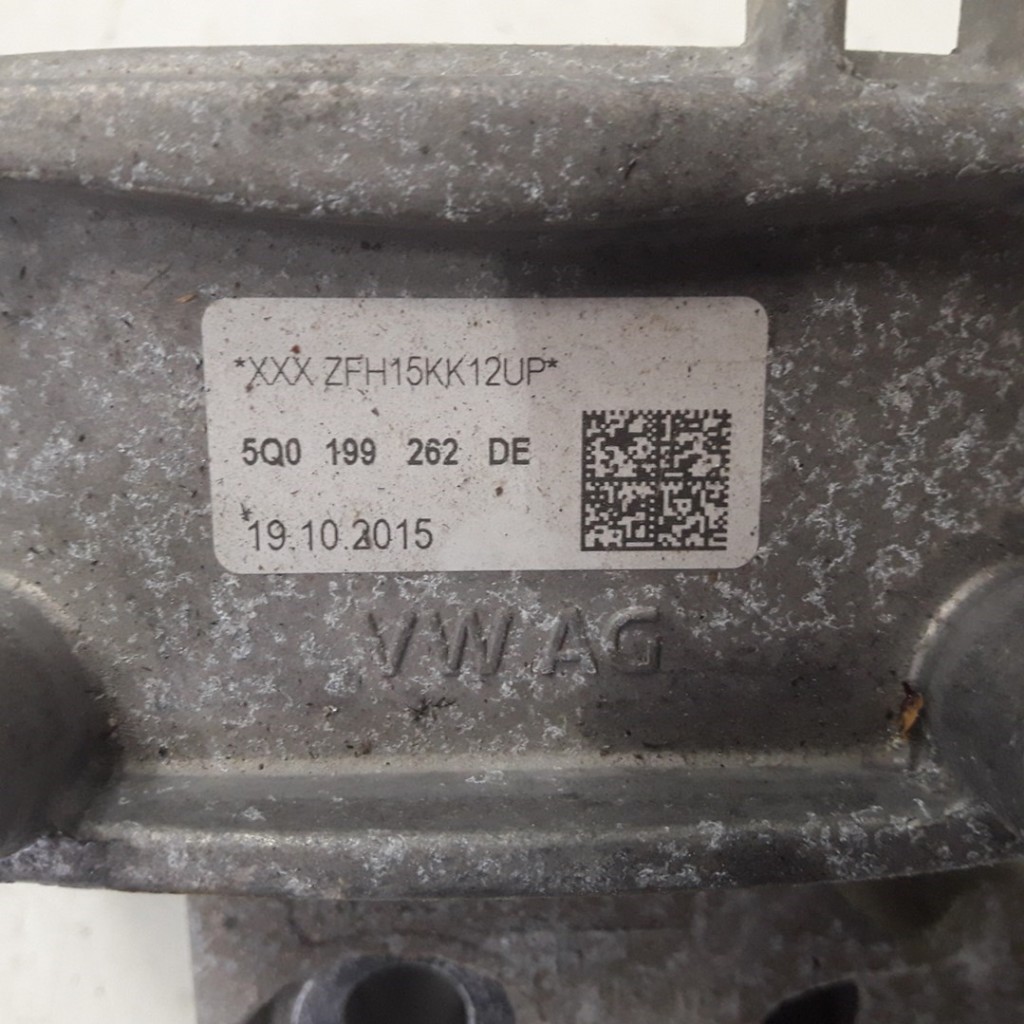 *XXX ZFH15KK12UP*
5Q0 199 262 DE
*19.10.2015
VW AG